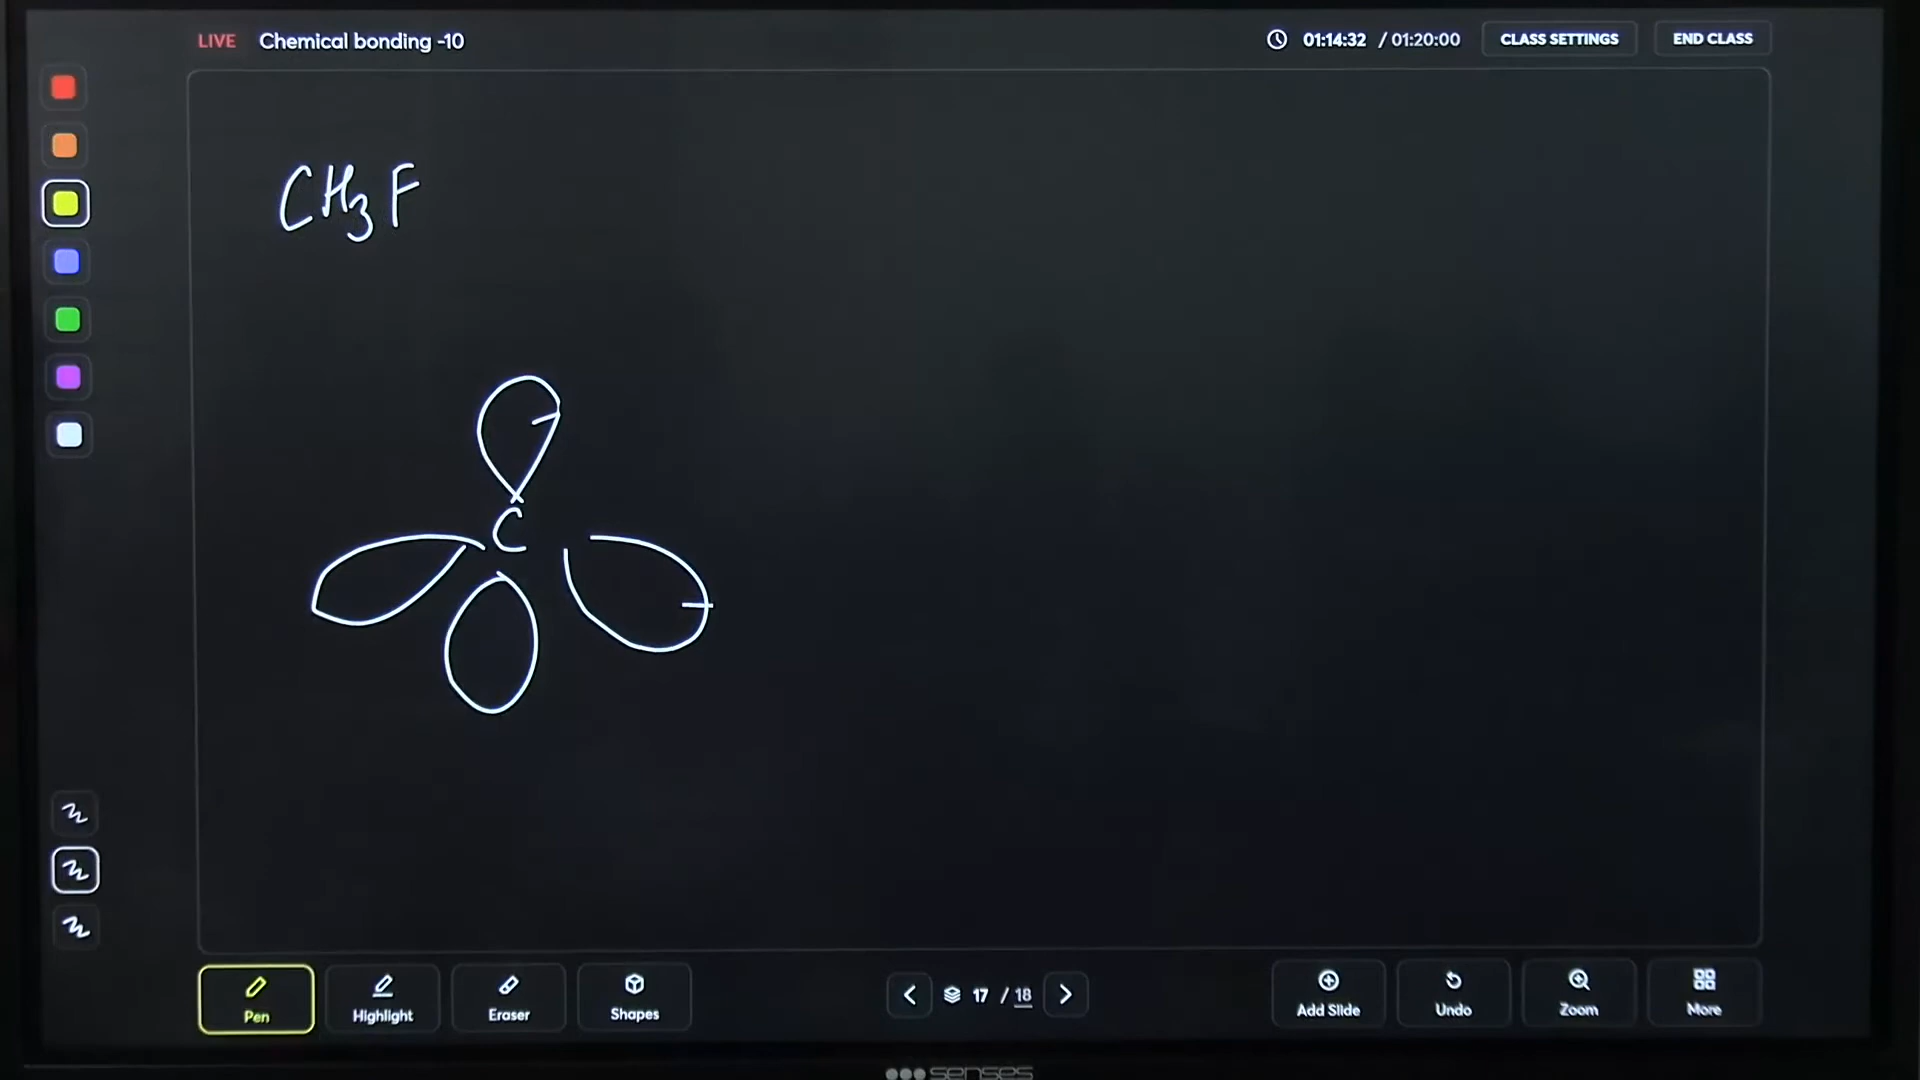 LIVE Chemical bonding -10 01:14:32 / 01:20:00 CLASS SETTINGS END CLASS
CH3F
C
Pen Highlight Eraser Shapes 17 / 18 Add Slide Undo Zoom More
senses